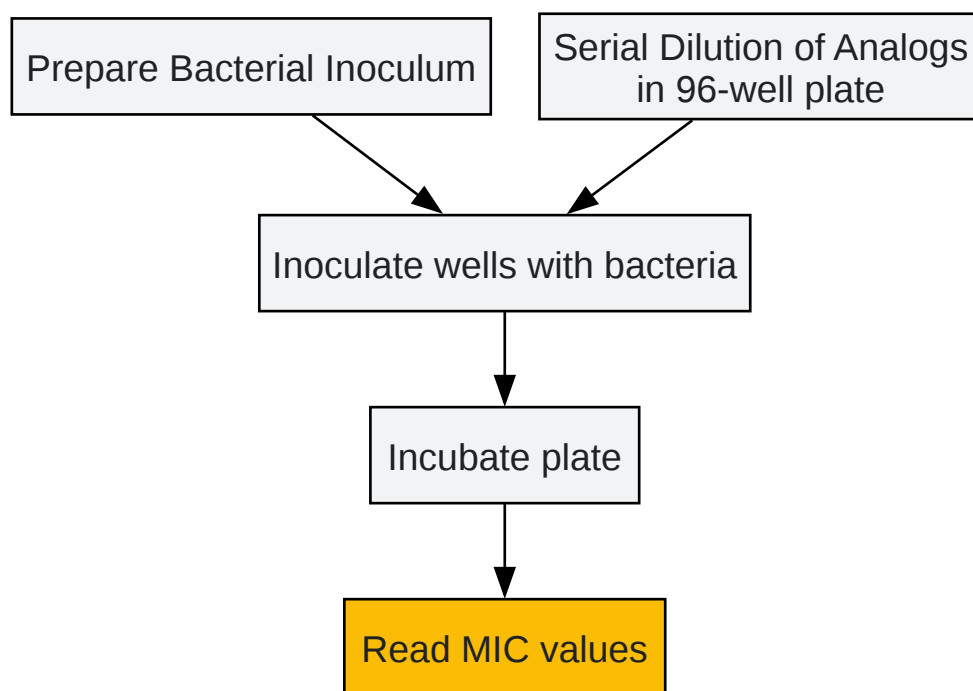 Prepare Bacterial Inoculum
Serial Dilution of Analogs
in 96-well plate
Inoculate wells with bacteria
Incubate plate
Read MIC values